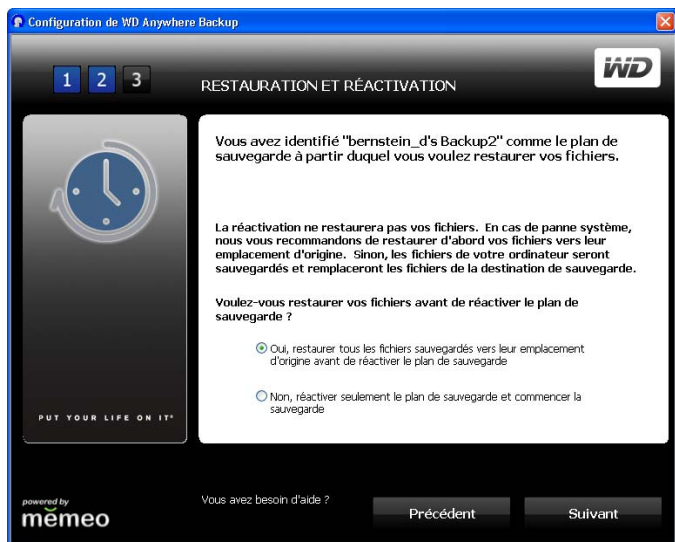 Configuration de WD Anywhere Backup
1 2 3
RESTAURATION ET RÉACTIVATION
WD
Vous avez identifié "bernstein_d's Backup2" comme le plan de
sauvegarde à partir duquel vous voulez restaurer vos fichiers.
La réactivation ne restaurera pas vos fichiers. En cas de panne système,
nous vous recommandons de restaurer d'abord vos fichiers vers leur
emplacement d'origine. Sinon, les fichiers de votre ordinateur seront
sauvegardés et remplaceront les fichiers de la destination de sauvegarde.
Voulez-vous restaurer vos fichiers avant de réactiver le plan de
sauvegarde ?
Oui, restaurer tous les fichiers sauvegardés vers leur emplacement
d'origine avant de réactiver le plan de sauvegarde
Non, réactiver seulement le plan de sauvegarde et commencer la
sauvegarde
PUT YOUR LIFE ON IT®
powered by
memeo
Vous avez besoin d'aide ?
Précédent
Suivant